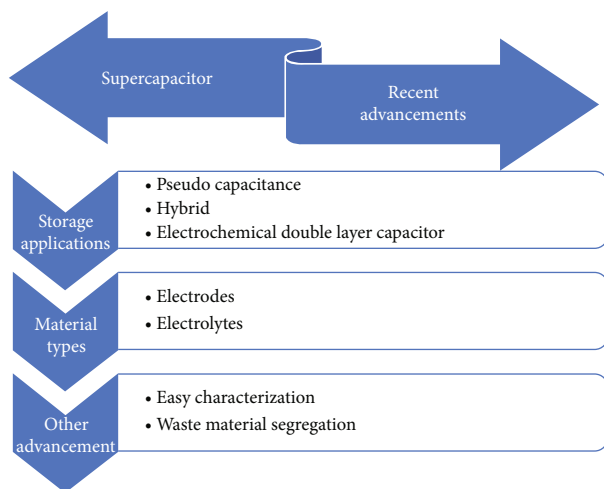 Supercapacitor
Recent
advancements
Storage
applications
• Pseudo capacitance
• Hybrid
• Electrochemical double layer capacitor
Material
types
• Electrodes
• Electrolytes
Other
advancement
• Easy characterization
• Waste material segregation